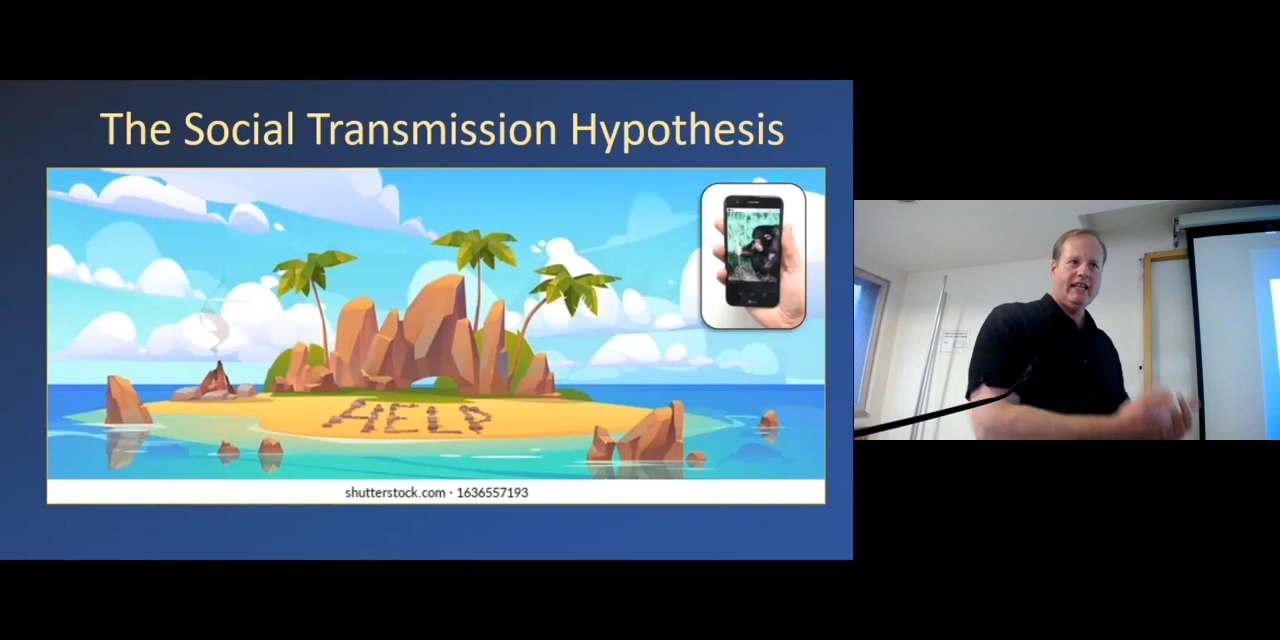 The Social Transmission Hypothesis
HELP
shutterstock.com · 1636557193